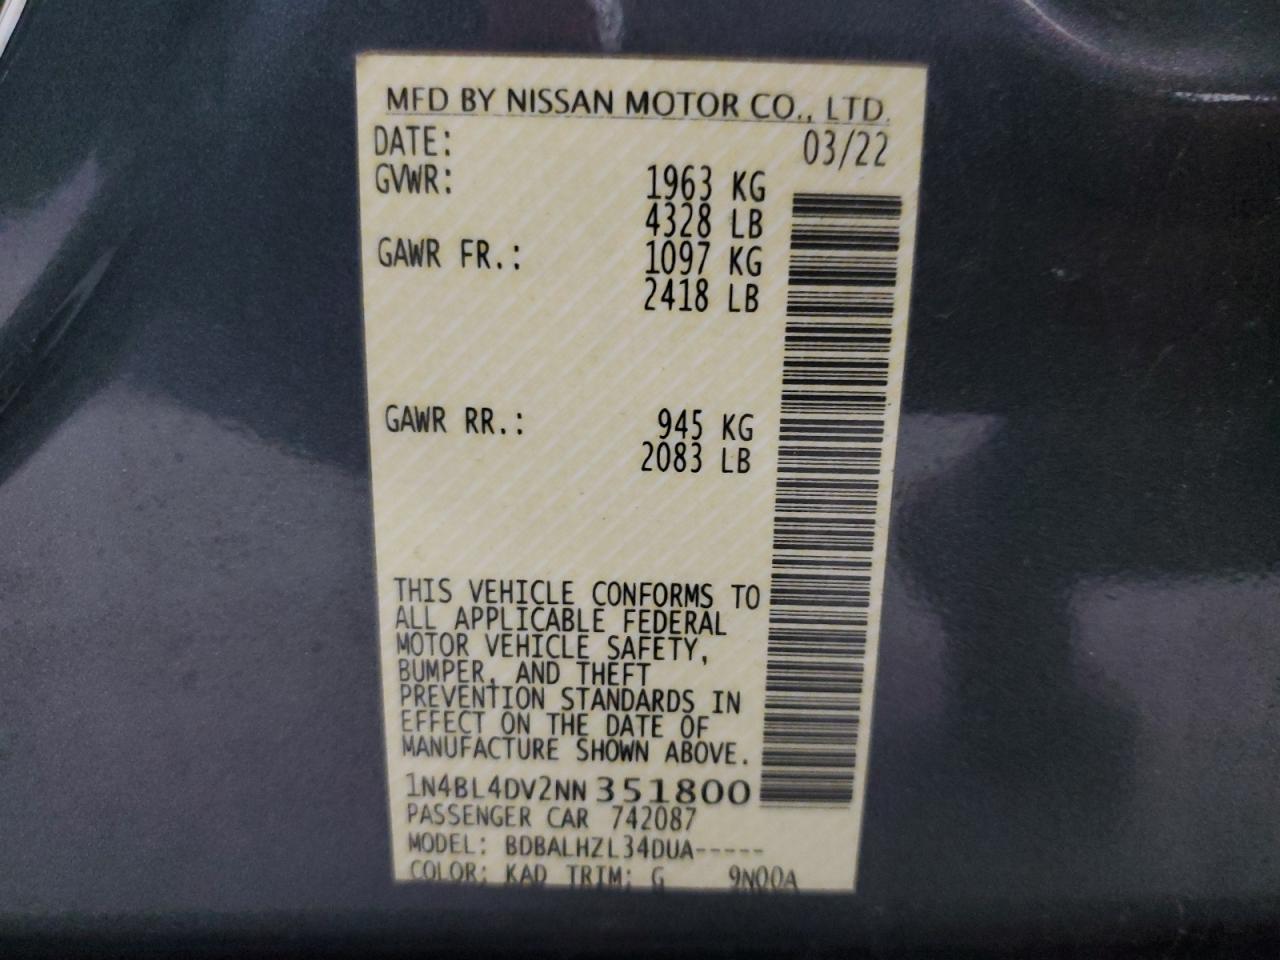 MFD BY NISSAN MOTOR CO., LTD.
DATE: 03/22
GVWR: 1963 KG
4328 LB
GAWR FR.: 1097 KG
2418 LB
GAWR RR.: 945 KG
2083 LB
THIS VEHICLE CONFORMS TO
ALL APPLICABLE FEDERAL
MOTOR VEHICLE SAFETY,
BUMPER, AND THEFT
PREVENTION STANDARDS IN
EFFECT ON THE DATE OF
MANUFACTURE SHOWN ABOVE.
1N4BL4DV2NN351800
PASSENGER CAR 742087
MODEL: BDBALHZL34DUA-----
COLOR: KAD TRIM: G 9N00A